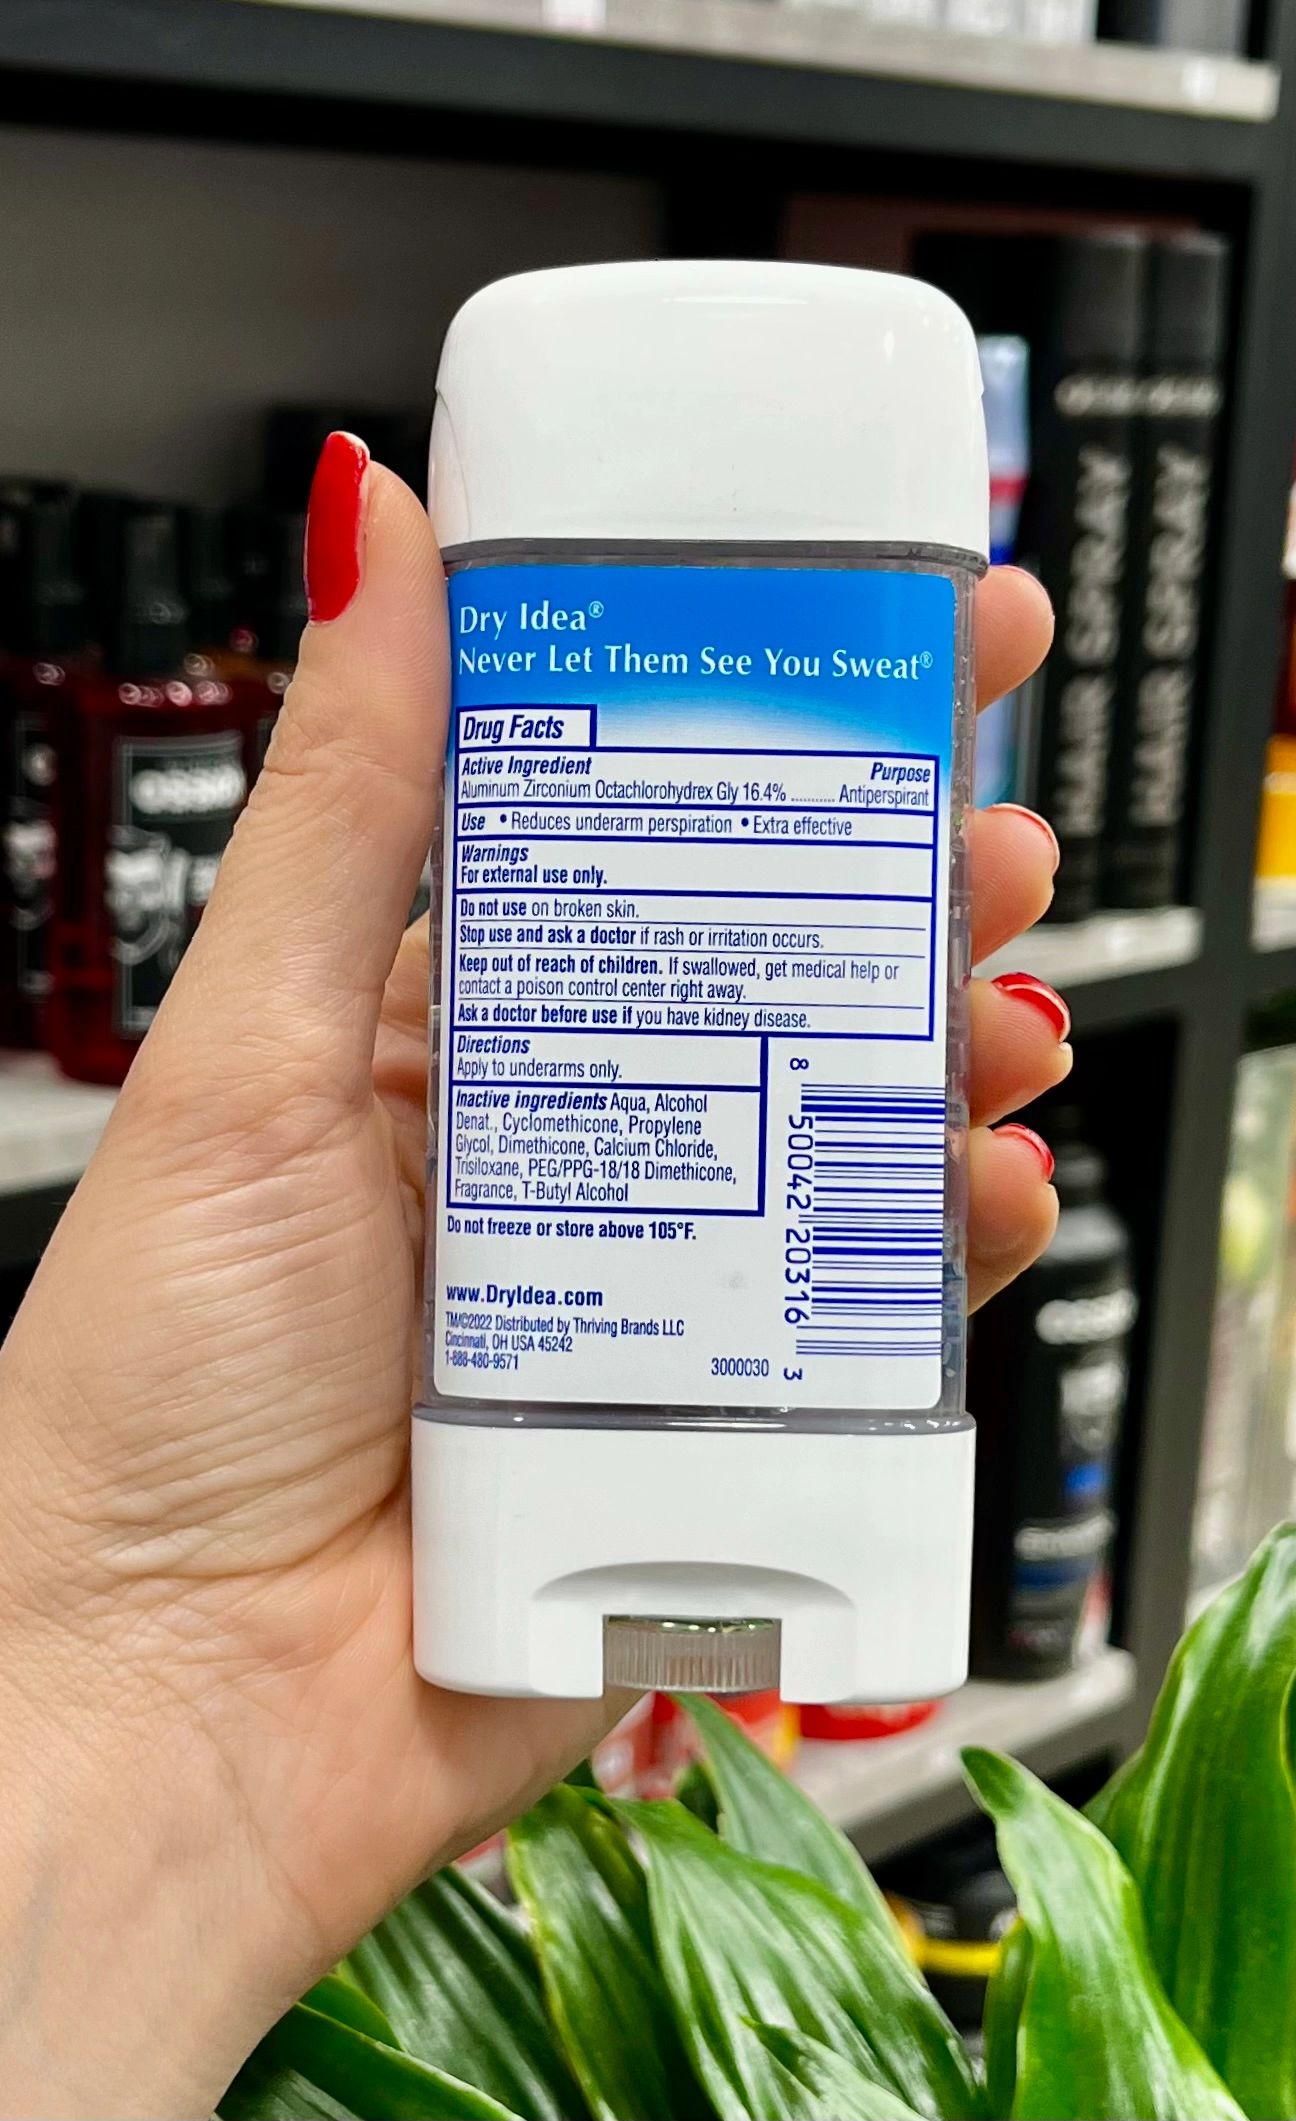 Dry Idea®
Never Let Them See You Sweat®
Drug Facts
Active Ingredient Purpose
Aluminum Zirconium Octachlorohydrex Gly 16.4% .......... Antiperspirant
Use • Reduces underarm perspiration • Extra effective
Warnings
For external use only.
Do not use on broken skin.
Stop use and ask a doctor if rash or irritation occurs.
Keep out of reach of children. If swallowed, get medical help or
contact a poison control center right away.
Ask a doctor before use if you have kidney disease.
Directions
Apply to underarms only.
Inactive ingredients Aqua, Alcohol
Denat., Cyclomethicone, Propylene
Glycol, Dimethicone, Calcium Chloride,
Trisiloxane, PEG/PPG-18/18 Dimethicone,
Fragrance, T-Butyl Alcohol
Do not freeze or store above 105°F.
www.DryIdea.com
TM/©2022 Distributed by Thriving Brands LLC
Cincinnati, OH USA 45242
1-888-480-9571
3000030
8 50042 20316 3
HAIR SPRAY
HAIR SPRAY